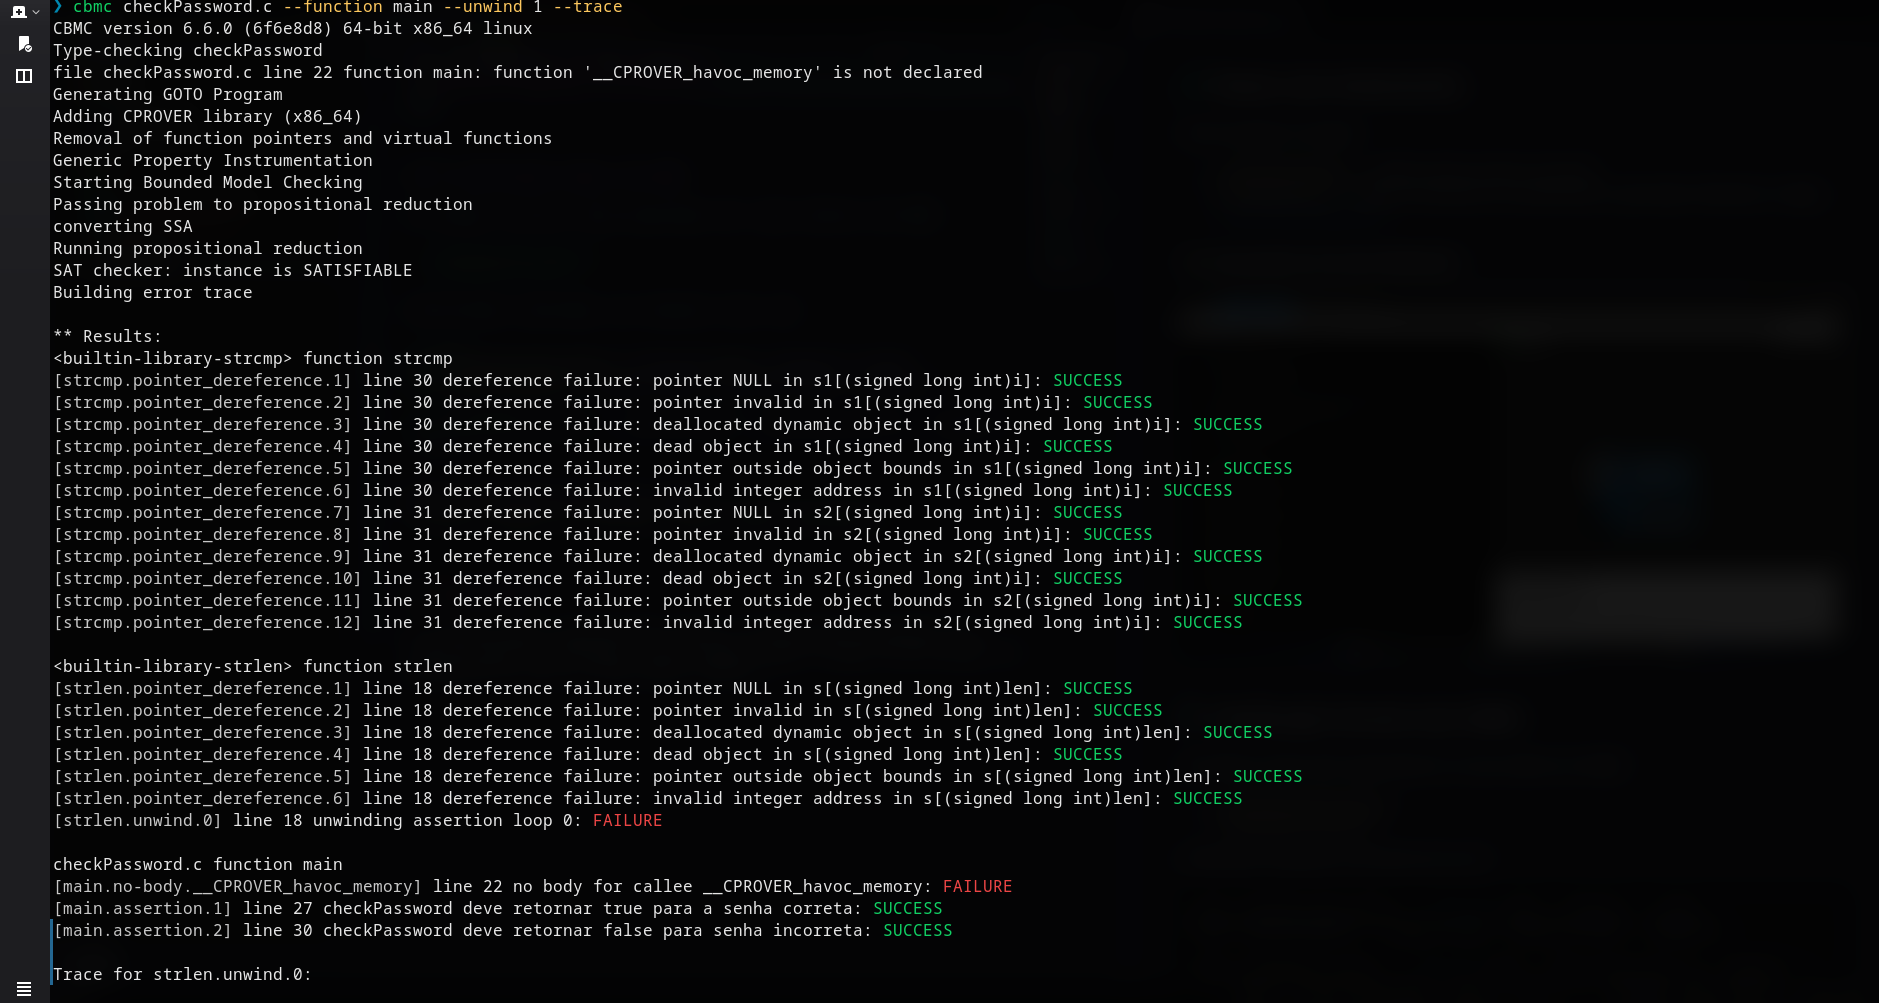 ❯ cbmc checkPassword.c --function main --unwind 1 --trace
CBMC version 6.6.0 (6f6e8d8) 64-bit x86_64 linux
Type-checking checkPassword
file checkPassword.c line 22 function main: function '__CPROVER_havoc_memory' is not declared
Generating GOTO Program
Adding CPROVER library (x86_64)
Removal of function pointers and virtual functions
Generic Property Instrumentation
Starting Bounded Model Checking
Passing problem to propositional reduction
converting SSA
Running propositional reduction
SAT checker: instance is SATISFIABLE
Building error trace

** Results:
<builtin-library-strcmp> function strcmp
[strcmp.pointer_dereference.1] line 30 dereference failure: pointer NULL in s1[(signed long int)i]: SUCCESS
[strcmp.pointer_dereference.2] line 30 dereference failure: pointer invalid in s1[(signed long int)i]: SUCCESS
[strcmp.pointer_dereference.3] line 30 dereference failure: deallocated dynamic object in s1[(signed long int)i]: SUCCESS
[strcmp.pointer_dereference.4] line 30 dereference failure: dead object in s1[(signed long int)i]: SUCCESS
[strcmp.pointer_dereference.5] line 30 dereference failure: pointer outside object bounds in s1[(signed long int)i]: SUCCESS
[strcmp.pointer_dereference.6] line 30 dereference failure: invalid integer address in s1[(signed long int)i]: SUCCESS
[strcmp.pointer_dereference.7] line 31 dereference failure: pointer NULL in s2[(signed long int)i]: SUCCESS
[strcmp.pointer_dereference.8] line 31 dereference failure: pointer invalid in s2[(signed long int)i]: SUCCESS
[strcmp.pointer_dereference.9] line 31 dereference failure: deallocated dynamic object in s2[(signed long int)i]: SUCCESS
[strcmp.pointer_dereference.10] line 31 dereference failure: dead object in s2[(signed long int)i]: SUCCESS
[strcmp.pointer_dereference.11] line 31 dereference failure: pointer outside object bounds in s2[(signed long int)i]: SUCCESS
[strcmp.pointer_dereference.12] line 31 dereference failure: invalid integer address in s2[(signed long int)i]: SUCCESS

<builtin-library-strlen> function strlen
[strlen.pointer_dereference.1] line 18 dereference failure: pointer NULL in s[(signed long int)len]: SUCCESS
[strlen.pointer_dereference.2] line 18 dereference failure: pointer invalid in s[(signed long int)len]: SUCCESS
[strlen.pointer_dereference.3] line 18 dereference failure: deallocated dynamic object in s[(signed long int)len]: SUCCESS
[strlen.pointer_dereference.4] line 18 dereference failure: dead object in s[(signed long int)len]: SUCCESS
[strlen.pointer_dereference.5] line 18 dereference failure: pointer outside object bounds in s[(signed long int)len]: SUCCESS
[strlen.pointer_dereference.6] line 18 dereference failure: invalid integer address in s[(signed long int)len]: SUCCESS
[strlen.unwind.0] line 18 unwinding assertion loop 0: FAILURE

checkPassword.c function main
[main.no-body.__CPROVER_havoc_memory] line 22 no body for callee __CPROVER_havoc_memory: FAILURE
[main.assertion.1] line 27 checkPassword deve retornar true para a senha correta: SUCCESS
[main.assertion.2] line 30 checkPassword deve retornar false para senha incorreta: SUCCESS

Trace for strlen.unwind.0: